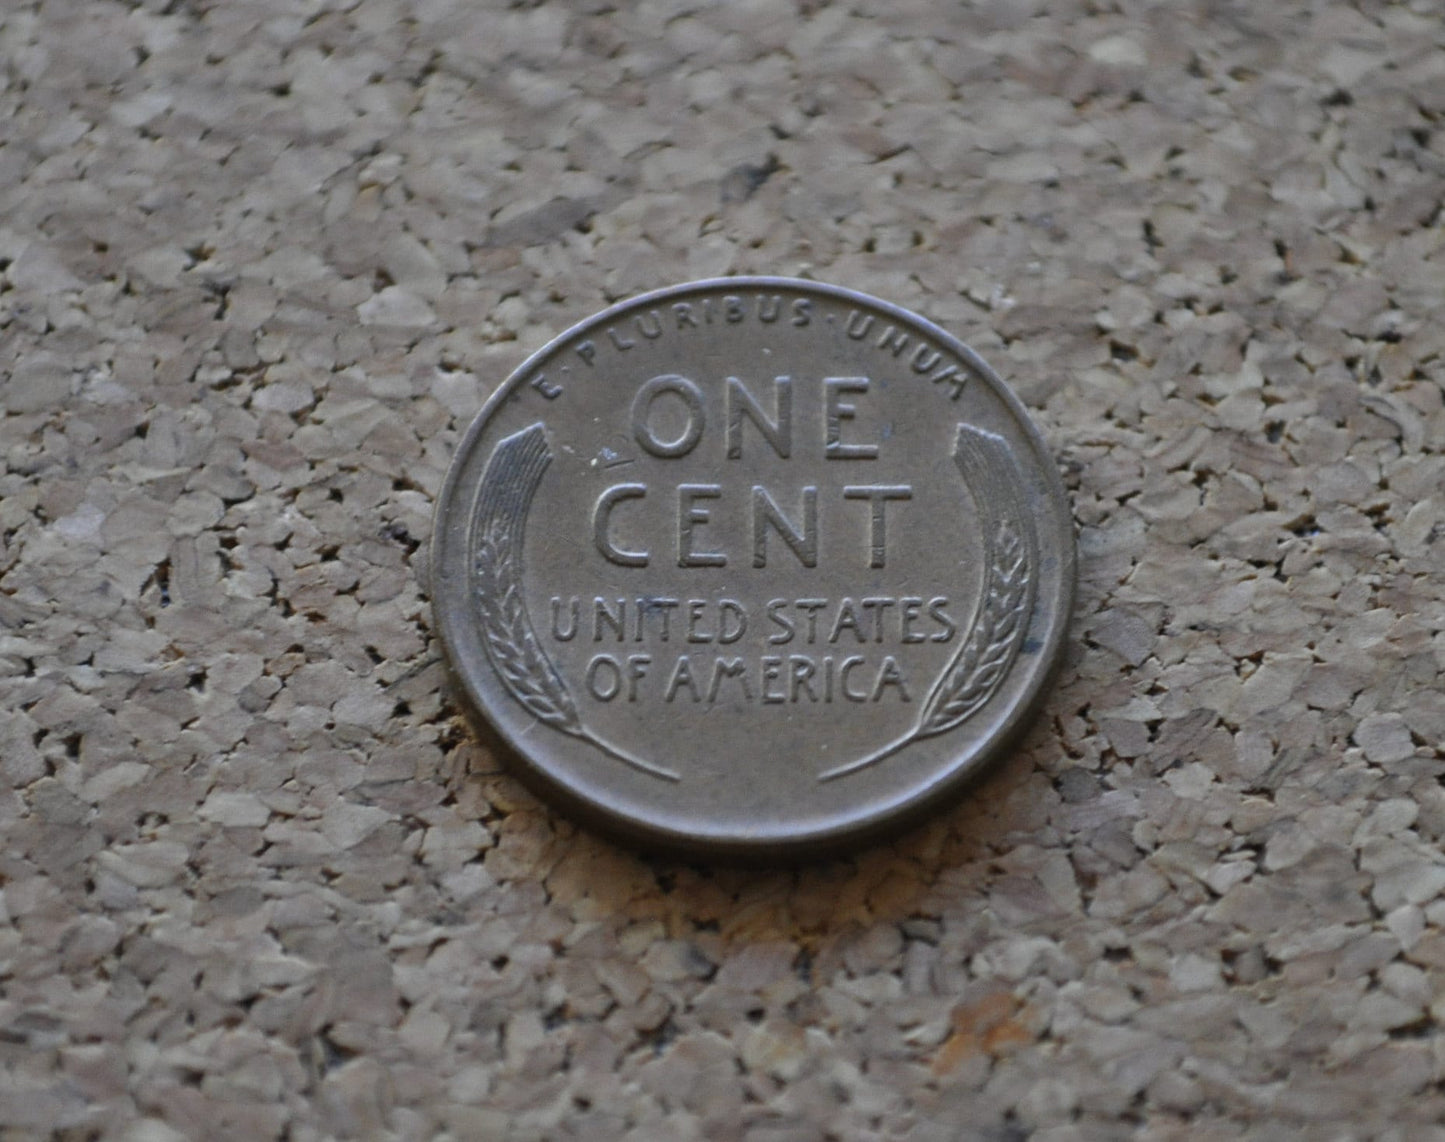 E · PLURIBUS · UNUM
ONE
CENT
UNITED STATES
OF AMERICA